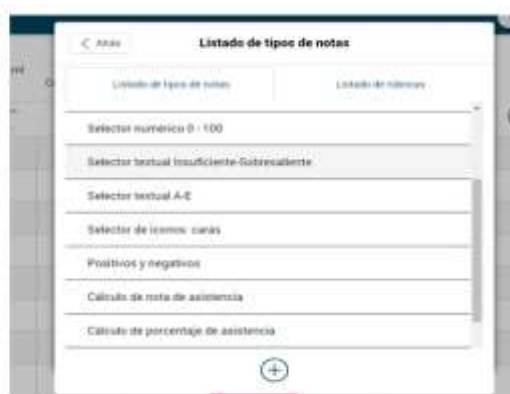 Atrás
Listado de tipos de notas
Listado de tipos de notas
Listado de rúbricas
Selector numérico 0 - 100
Selector textual Insuficiente-Sobresaliente
Selector textual A-E
Selector de iconos: caras
Positivos y negativos
Cálculo de nota de asistencia
Cálculo de porcentaje de asistencia